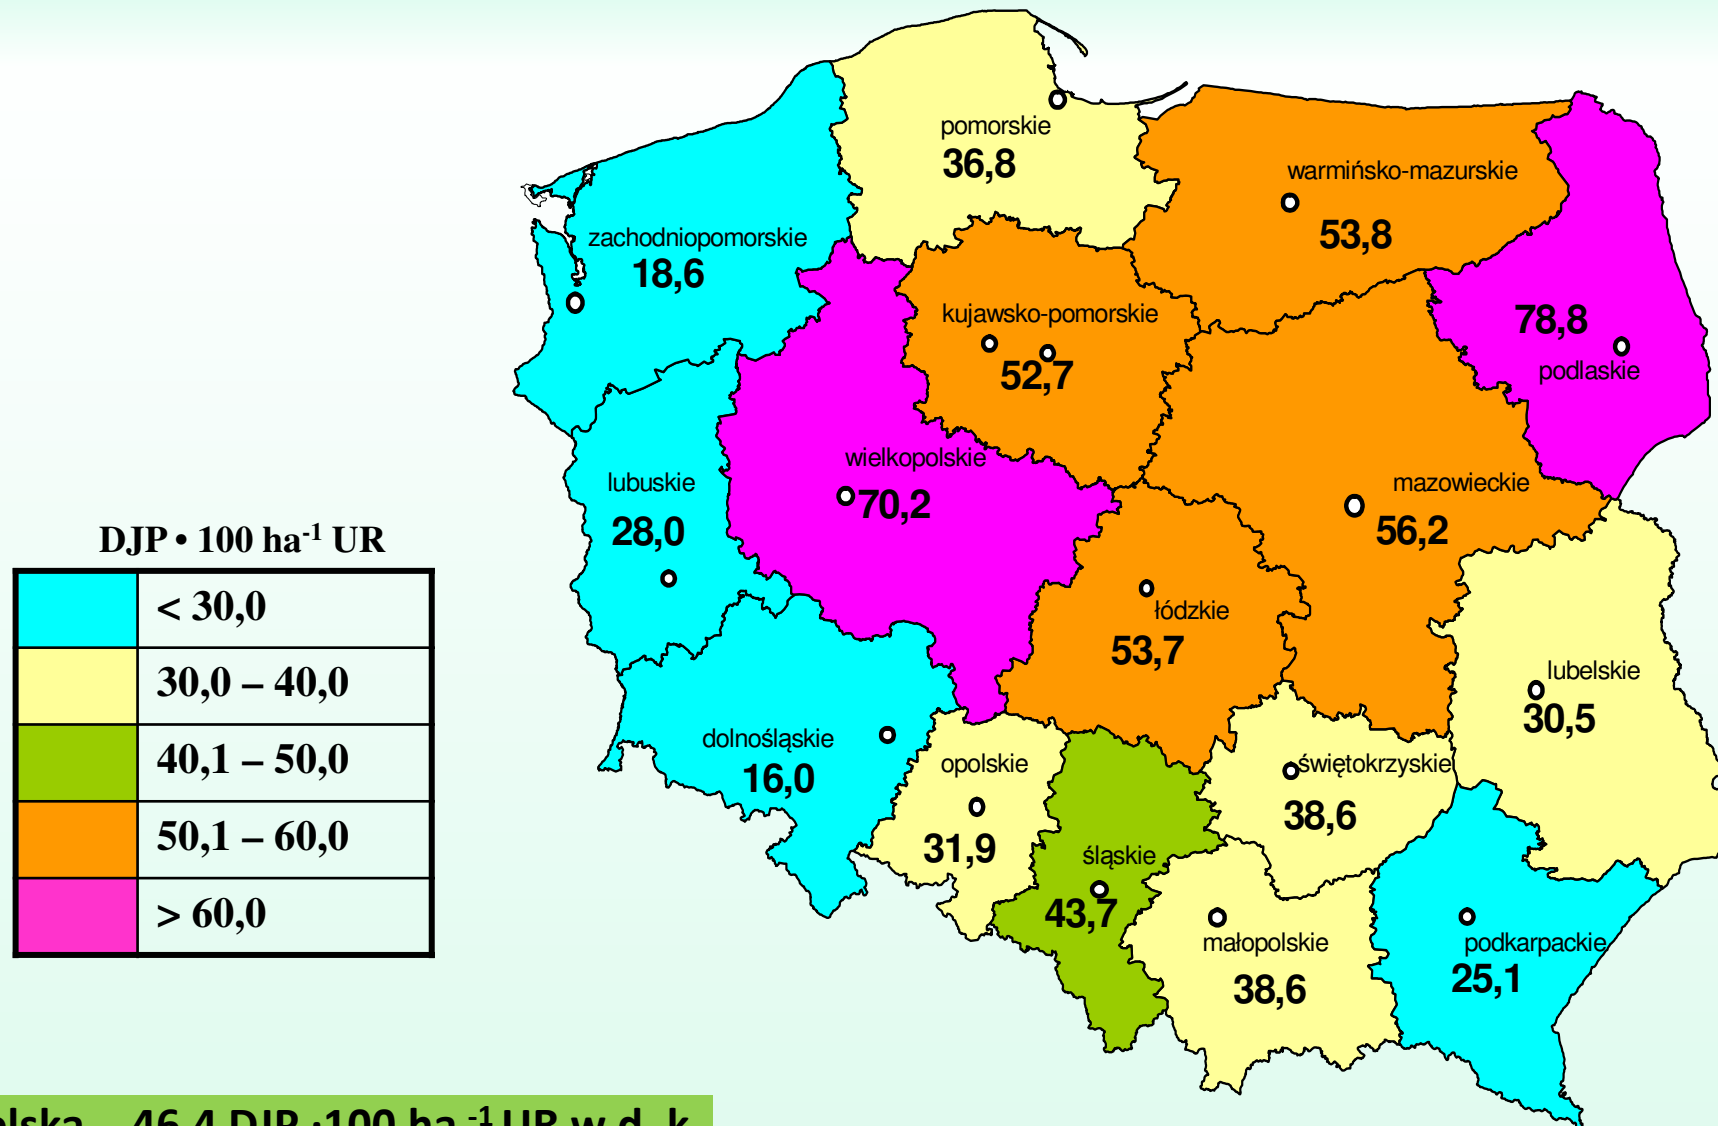 pomorskie
36,8
warmińsko-mazurskie
53,8
zachodniopomorskie
18,6
kujawsko-pomorskie
52,7
78,8
podlaskie
wielkopolskie
70,2
lubuskie
28,0
mazowieckie
56,2
łódzkie
53,7
lubelskie
30,5
dolnośląskie
16,0
opolskie
31,9
świętokrzyskie
38,6
śląskie
43,7
małopolskie
38,6
podkarpackie
25,1
DJP • 100 ha⁻¹ UR
< 30,0
30,0 – 40,0
40,1 – 50,0
50,1 – 60,0
> 60,0
46,4 DJP ·100 ha ⁻¹ UR w d. k.